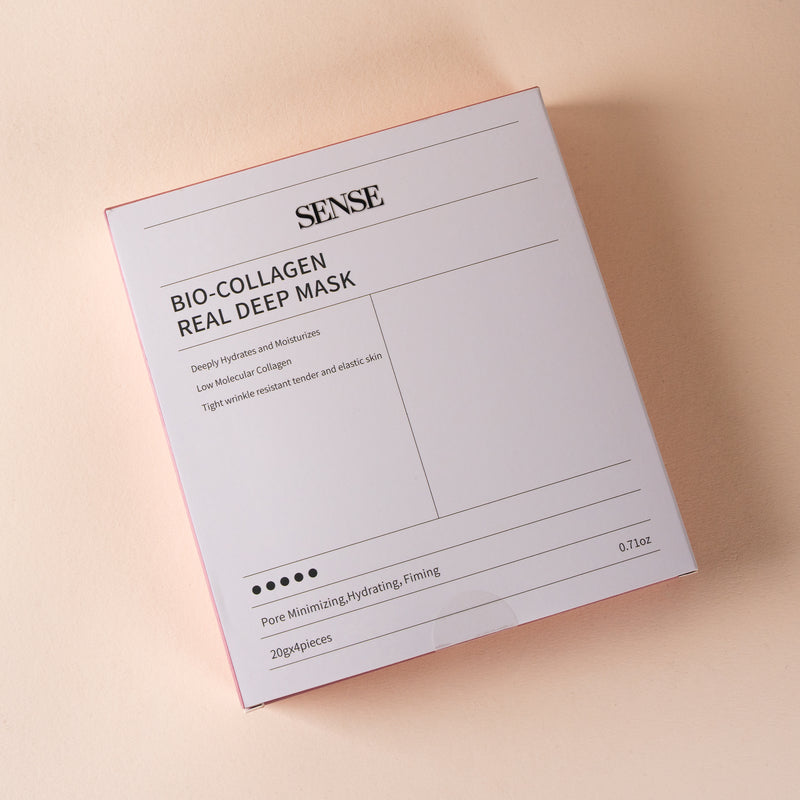 SENSE
BIO-COLLAGEN
REAL DEEP MASK
Deeply Hydrates and Moisturizes
Low Molecular Collagen
Tight wrinkle resistant tender and elastic skin
Pore Minimizing,Hydrating, Fiming
0.71oz
20gx4pieces